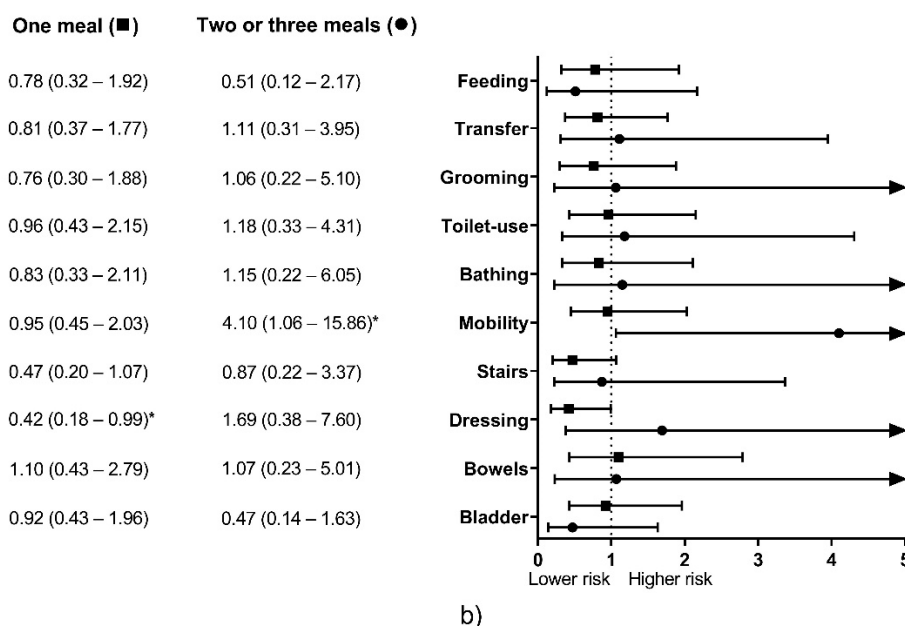 One meal (■) Two or three meals (●)
0.78 (0.32 – 1.92) 0.51 (0.12 – 2.17) Feeding
0.81 (0.37 – 1.77) 1.11 (0.31 – 3.95) Transfer
0.76 (0.30 – 1.88) 1.06 (0.22 – 5.10) Grooming
0.96 (0.43 – 2.15) 1.18 (0.33 – 4.31) Toilet-use
0.83 (0.33 – 2.11) 1.15 (0.22 – 6.05) Bathing
0.95 (0.45 – 2.03) 4.10 (1.06 – 15.86)* Mobility
0.47 (0.20 – 1.07) 0.87 (0.22 – 3.37) Stairs
0.42 (0.18 – 0.99)* 1.69 (0.38 – 7.60) Dressing
1.10 (0.43 – 2.79) 1.07 (0.23 – 5.01) Bowels
0.92 (0.43 – 1.96) 0.47 (0.14 – 1.63) Bladder
0 1 2 3 4 5
Lower risk Higher risk
b)